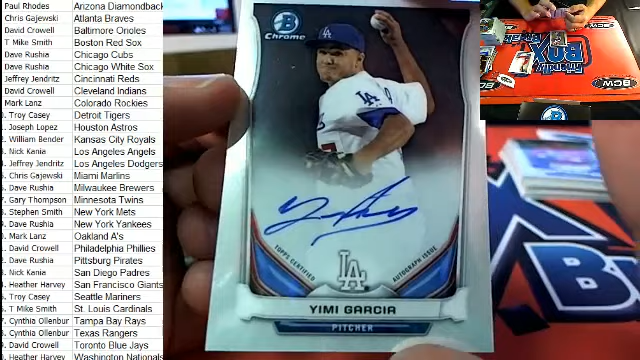 Paul Rhodes Arizona Diamondback
Chris Gajewski Atlanta Braves
David Crowell Baltimore Orioles
T Mike Smith Boston Red Sox
Dave Rushia Chicago Cubs
Dave Rushia Chicago White Sox
Jeffrey Jendritz Cincinnati Reds
David Crowell Cleveland Indians
Mark Lanz Colorado Rockies
Troy Casey Detroit Tigers
Joseph Lopez Houston Astros
William Bender Kansas City Royals
Nick Kania Los Angeles Angels
Jeffrey Jendritz Los Angeles Dodgers
Chris Gajewski Miami Marlins
Dave Rushia Milwaukee Brewers
Gary Thompson Minnesota Twins
Stephen Smith New York Mets
Dave Rushia New York Yankees
Mark Lanz Oakland A's
David Crowell Philadelphia Phillies
Dave Rushia Pittsburg Pirates
Nick Kania San Diego Padres
Heather Harvey San Francisco Giants
Troy Casey Seattle Mariners
T Mike Smith St. Louis Cardinals
Cynthia Ollenbur Tampa Bay Rays
Cynthia Ollenbur Texas Rangers
David Crowell Toronto Blue Jays
Heather Harvey Washington Nationals
B
Chrome
LA
TOPPS CERTIFIED
AUTOGRAPH ISSUE
LA
YIMI GARCIA
PITCHER
BOX
BCW